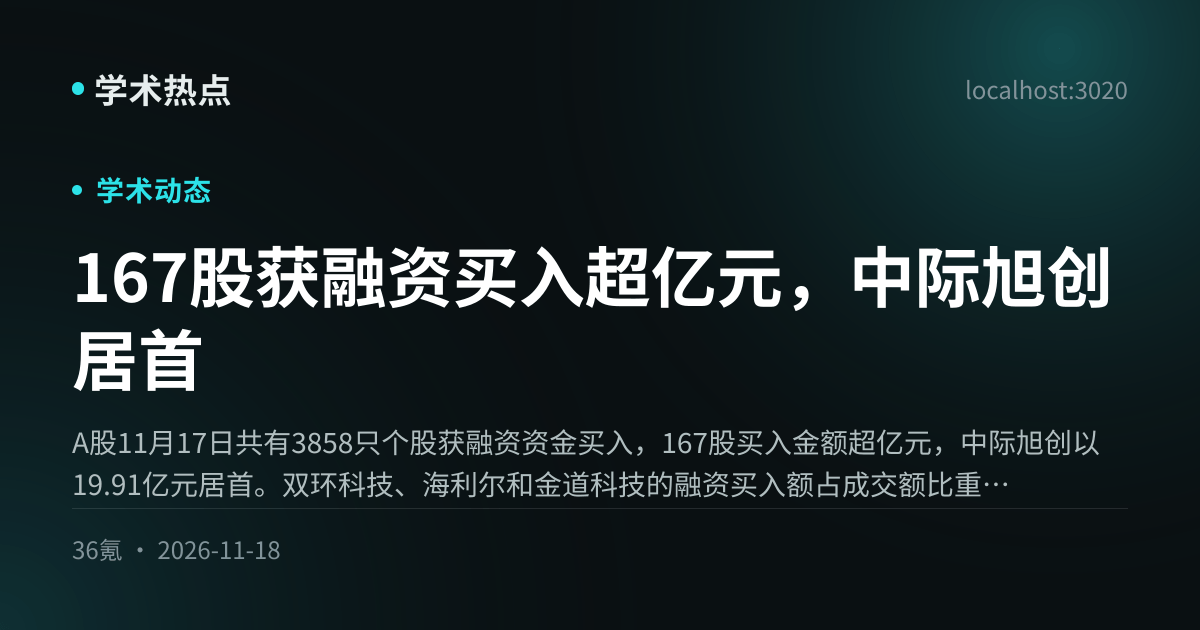 学术热点
localhost:3020
学术动态
167股获融资买入超亿元，中际旭创
居首
A股11月17日共有3858只个股获融资资金买入，167股买入金额超亿元，中际旭创以
19.91亿元居首。双环科技、海利尔和金道科技的融资买入额占成交额比重…
36氪 · 2026-11-18